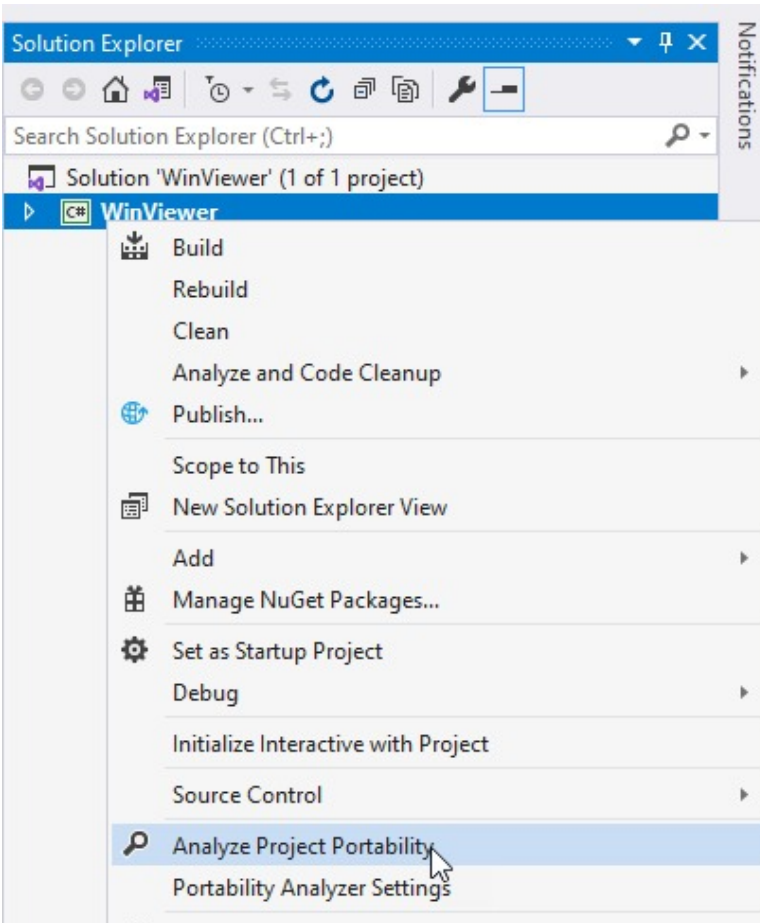 Solution Explorer
Notifications
Search Solution Explorer (Ctrl+;)
Solution 'WinViewer' (1 of 1 project)
C# WinViewer
Build
Rebuild
Clean
Analyze and Code Cleanup
Publish...
Scope to This
New Solution Explorer View
Add
Manage NuGet Packages...
Set as Startup Project
Debug
Initialize Interactive with Project
Source Control
Analyze Project Portability
Portability Analyzer Settings